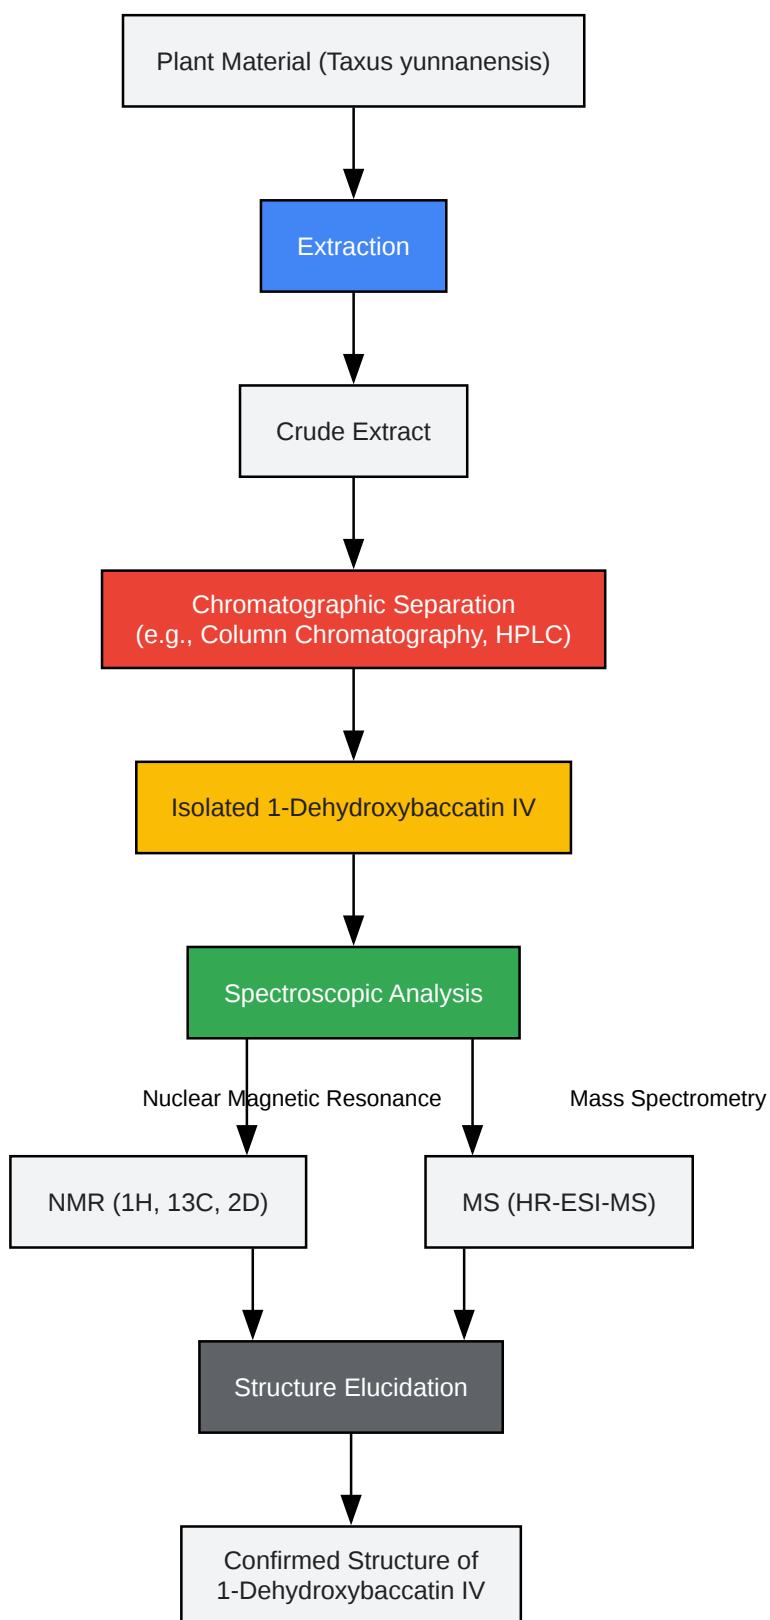 Plant Material (Taxus yunnanensis)
Extraction
Crude Extract
Chromatographic Separation
(e.g., Column Chromatography, HPLC)
Isolated 1-Dehydroxybaccatin IV
Spectroscopic Analysis
Nuclear Magnetic Resonance
Mass Spectrometry
NMR (1H, 13C, 2D)
MS (HR-ESI-MS)
Structure Elucidation
Confirmed Structure of
1-Dehydroxybaccatin IV